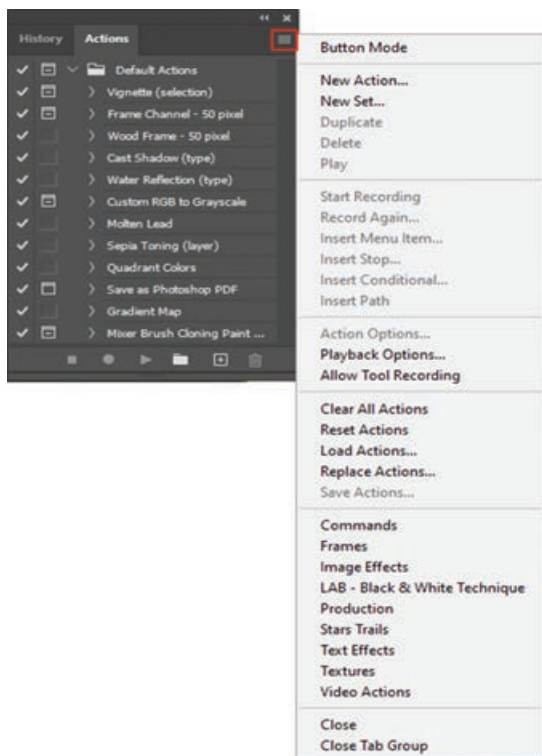 History
Actions
Default Actions
Vignette (selection)
Frame Channel - 50 pixel
Wood Frame - 50 pixel
Cast Shadow (type)
Water Reflection (type)
Custom RGB to Grayscale
Molten Lead
Sepia Toning (layer)
Quadrant Colors
Save as Photoshop PDF
Gradient Map
Mixer Brush Cloning Paint ...
Button Mode
New Action...
New Set...
Duplicate
Delete
Play
Start Recording
Record Again...
Insert Menu Item...
Insert Stop...
Insert Conditional...
Insert Path
Action Options...
Playback Options...
Allow Tool Recording
Clear All Actions
Reset Actions
Load Actions...
Replace Actions...
Save Actions...
Commands
Frames
Image Effects
LAB - Black & White Technique
Production
Stars Trails
Text Effects
Textures
Video Actions
Close
Close Tab Group